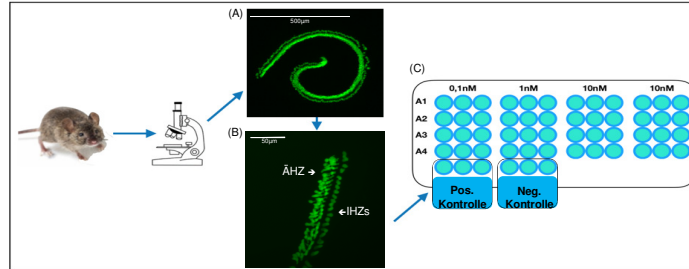 (A)
500µm
(B)
50µm
ÄHZ →
←IHZs
(C)
0,1nM 1nM 10nM 10nM
A1
A2
A3
A4
Pos. Kontrolle
Neg. Kontrolle